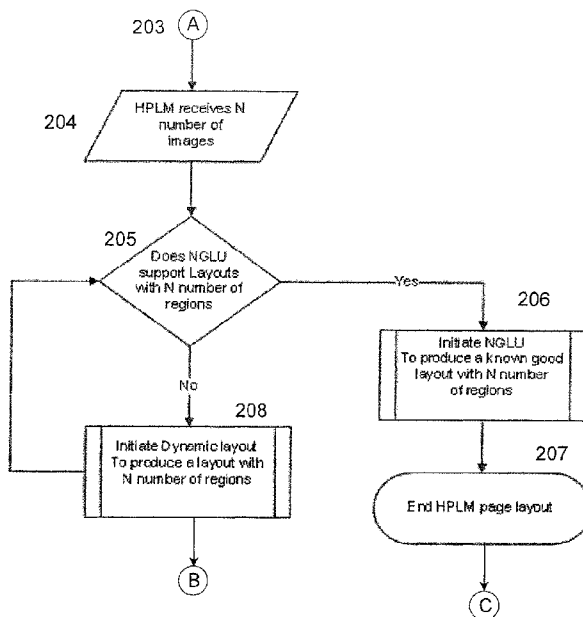 203
A
204
HPLM receives N
number of
images
205
Does NGLU
support Layouts
with N number of
regions
Yes
206
Initiate NGLU
To produce a known good
layout with N number
of regions
No
208
Initiate Dynamic layout
To produce a layout with
N number of regions
207
End HPLM page layout
B
C